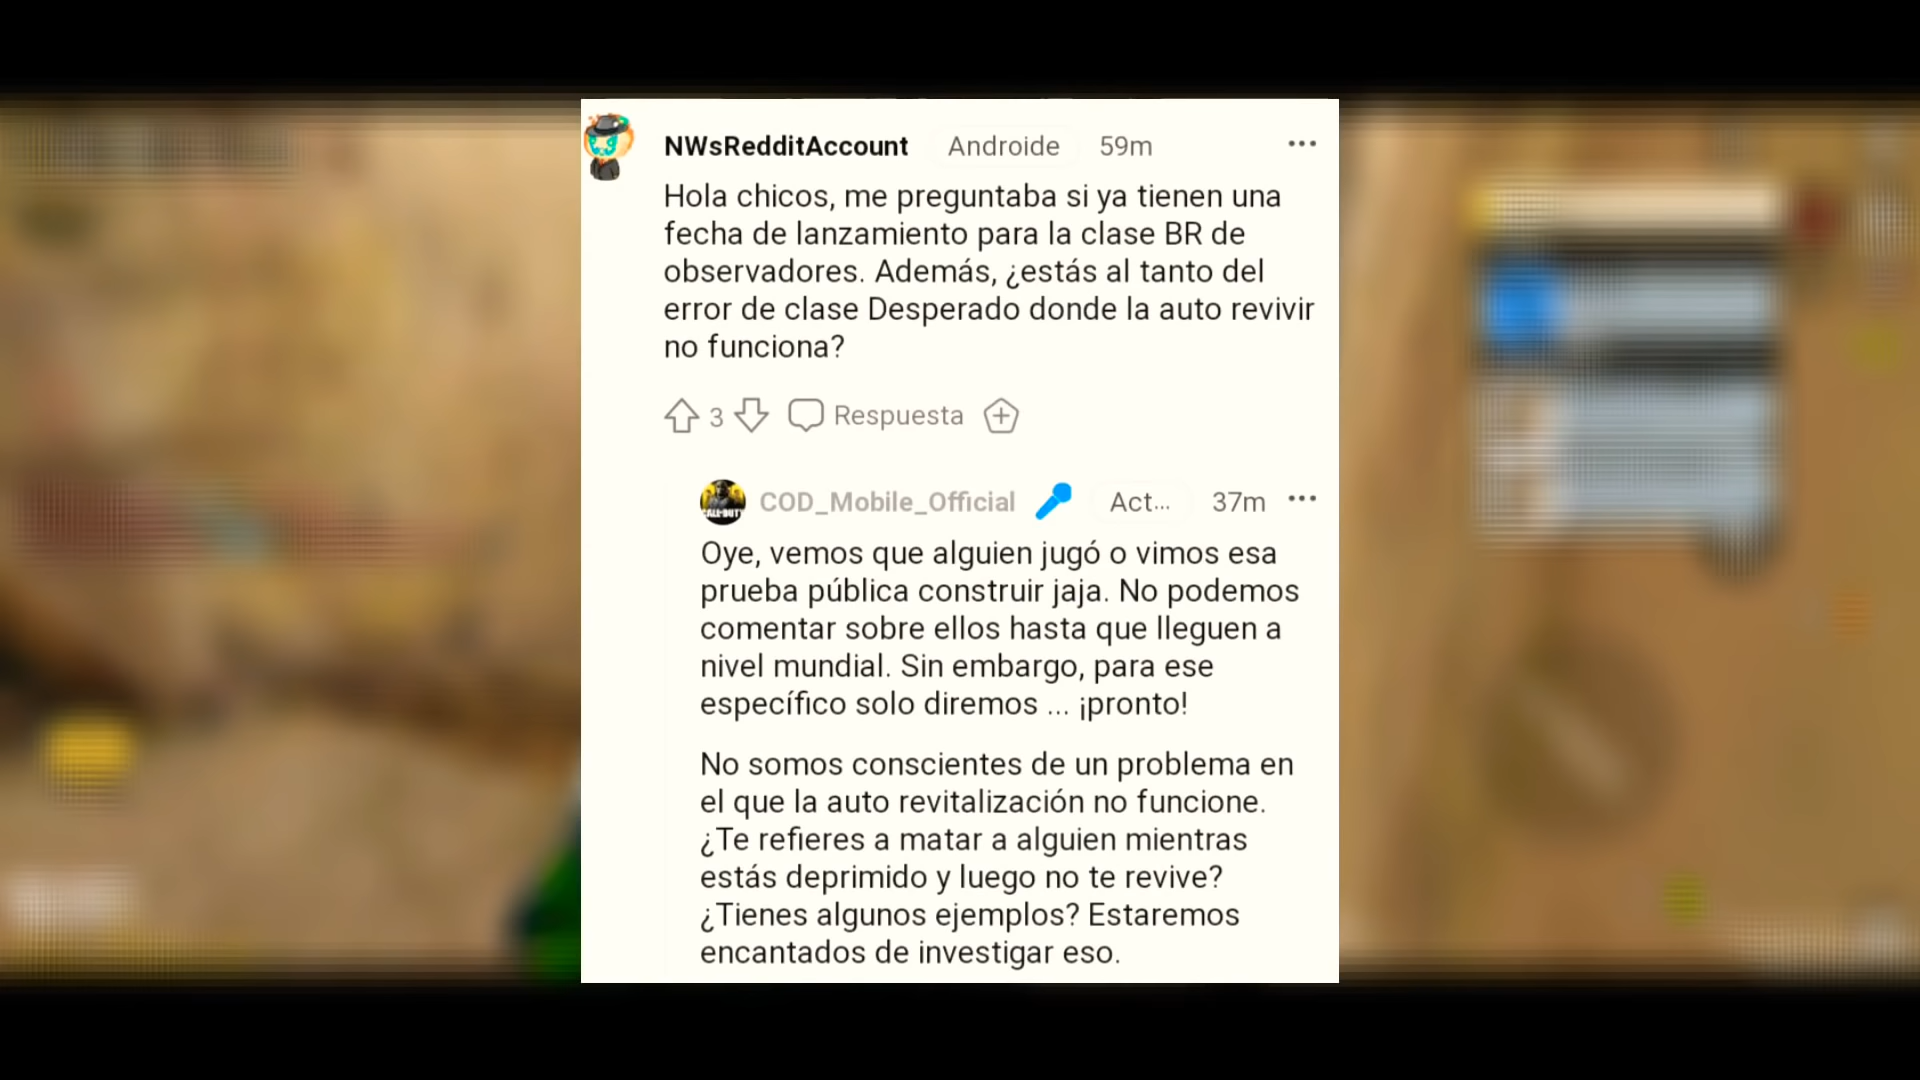 NWsRedditAccount Androide 59m
Hola chicos, me preguntaba si ya tienen una
fecha de lanzamiento para la clase BR de
observadores. Además, ¿estás al tanto del
error de clase Desperado donde la auto revivir
no funciona?
3 Respuesta
COD_Mobile_Official Act... 37m
CALL·DUTY
Oye, vemos que alguien jugó o vimos esa
prueba pública construir jaja. No podemos
comentar sobre ellos hasta que lleguen a
nivel mundial. Sin embargo, para ese
específico solo diremos ... ¡pronto!
No somos conscientes de un problema en
el que la auto revitalización no funcione.
¿Te refieres a matar a alguien mientras
estás deprimido y luego no te revive?
¿Tienes algunos ejemplos? Estaremos
encantados de investigar eso.